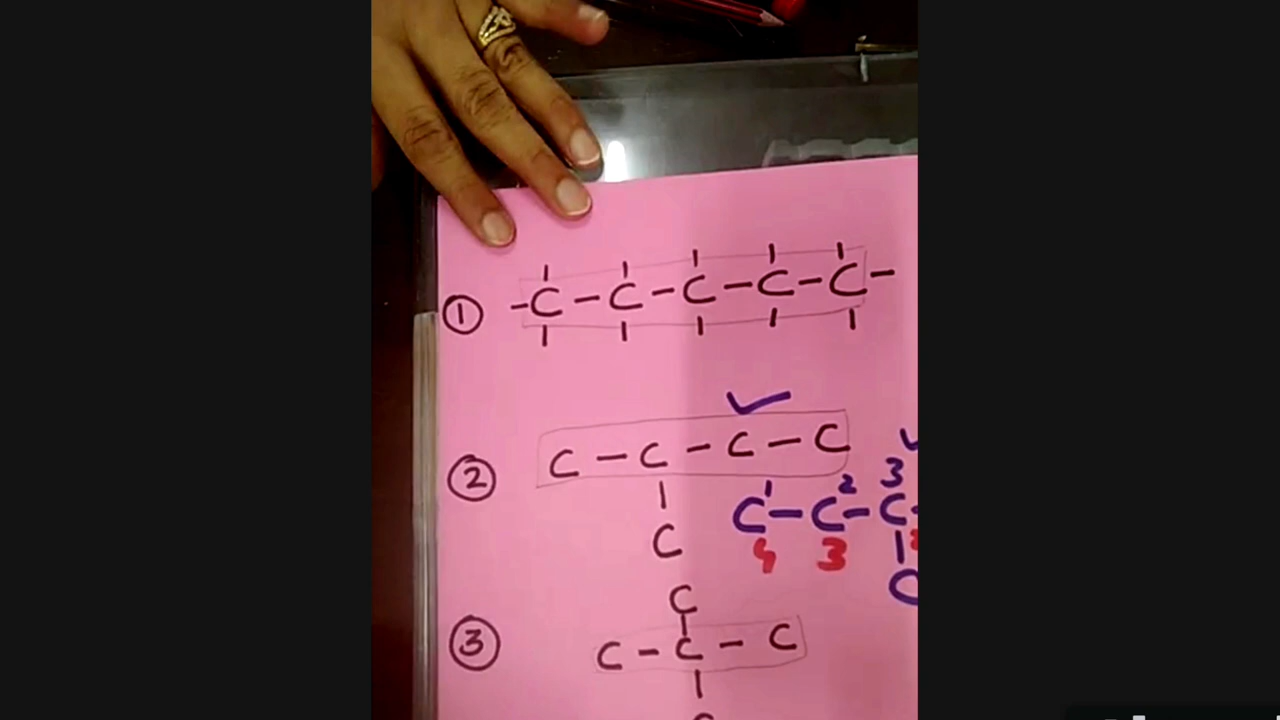 ① -C-C-C-C-C-
② C-C-C-C
C
1 2 3
C-C-C-
4 3
C
③ C-C-C